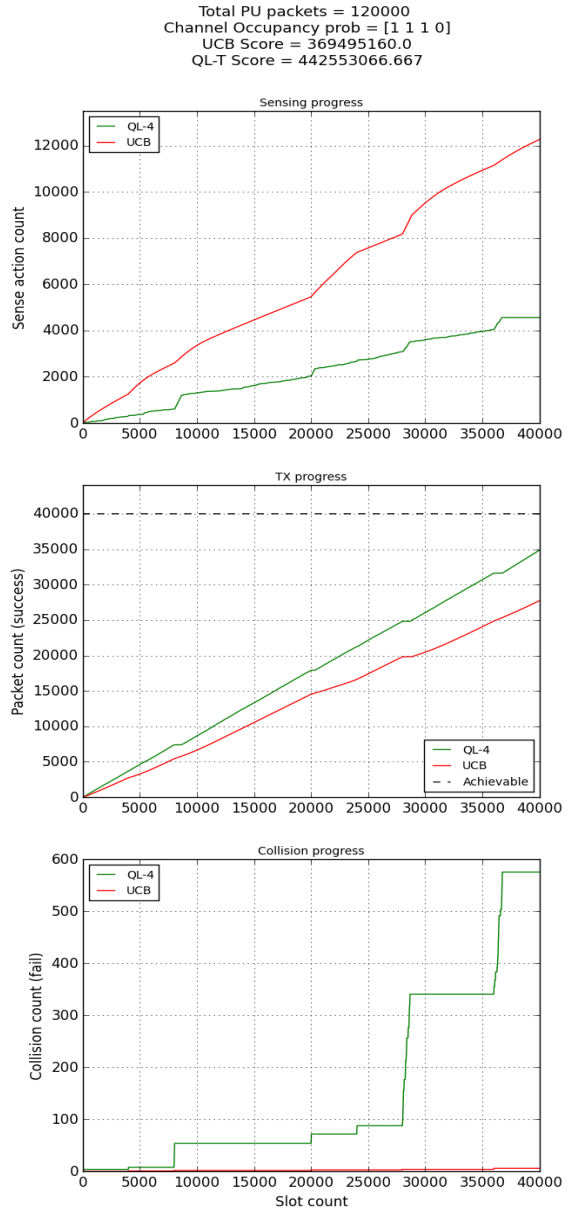 Total PU packets = 120000
Channel Occupancy prob = [1 1 1 0]
UCB Score = 369495160.0
QL-T Score = 442553066.667
Sensing progress
QL-4
UCB
Sense action count
12000
10000
8000
6000
4000
2000
0
0 5000 10000 15000 20000 25000 30000 35000 40000
TX progress
Packet count (success)
40000
35000
30000
25000
20000
15000
10000
5000
0
QL-4
UCB
Achievable
0 5000 10000 15000 20000 25000 30000 35000 40000
Collision progress
QL-4
UCB
Collision count (fail)
600
500
400
300
200
100
0
0 5000 10000 15000 20000 25000 30000 35000 40000
Slot count